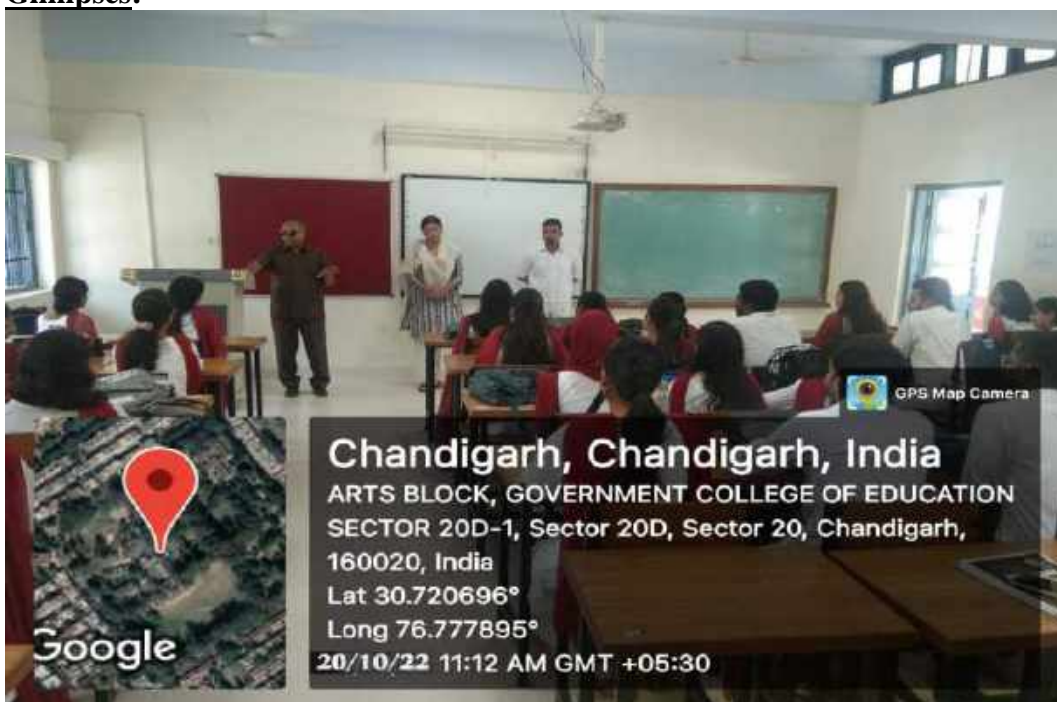 Glimpses:
GPS Map Camera
Chandigarh, Chandigarh, India
ARTS BLOCK, GOVERNMENT COLLEGE OF EDUCATION
SECTOR 20D-1, Sector 20D, Sector 20, Chandigarh,
160020, India
Lat 30.720696°
Long 76.777895°
20/10/22 11:12 AM GMT +05:30
Google